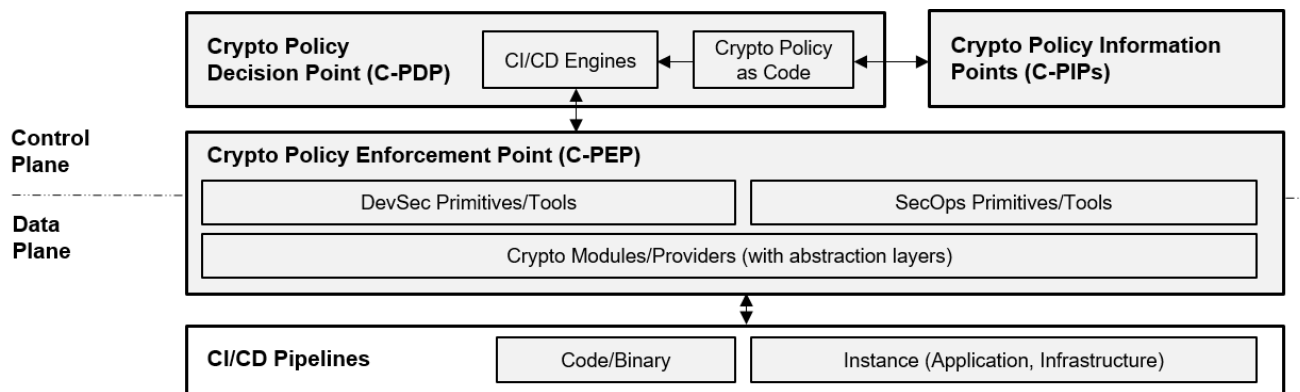 Crypto Policy
Decision Point (C-PDP)
CI/CD Engines
Crypto Policy
as Code
Crypto Policy Information
Points (C-PIPs)
Control
Plane
Crypto Policy Enforcement Point (C-PEP)
DevSec Primitives/Tools
SecOps Primitives/Tools
Data
Plane
Crypto Modules/Providers (with abstraction layers)
CI/CD Pipelines
Code/Binary
Instance (Application, Infrastructure)